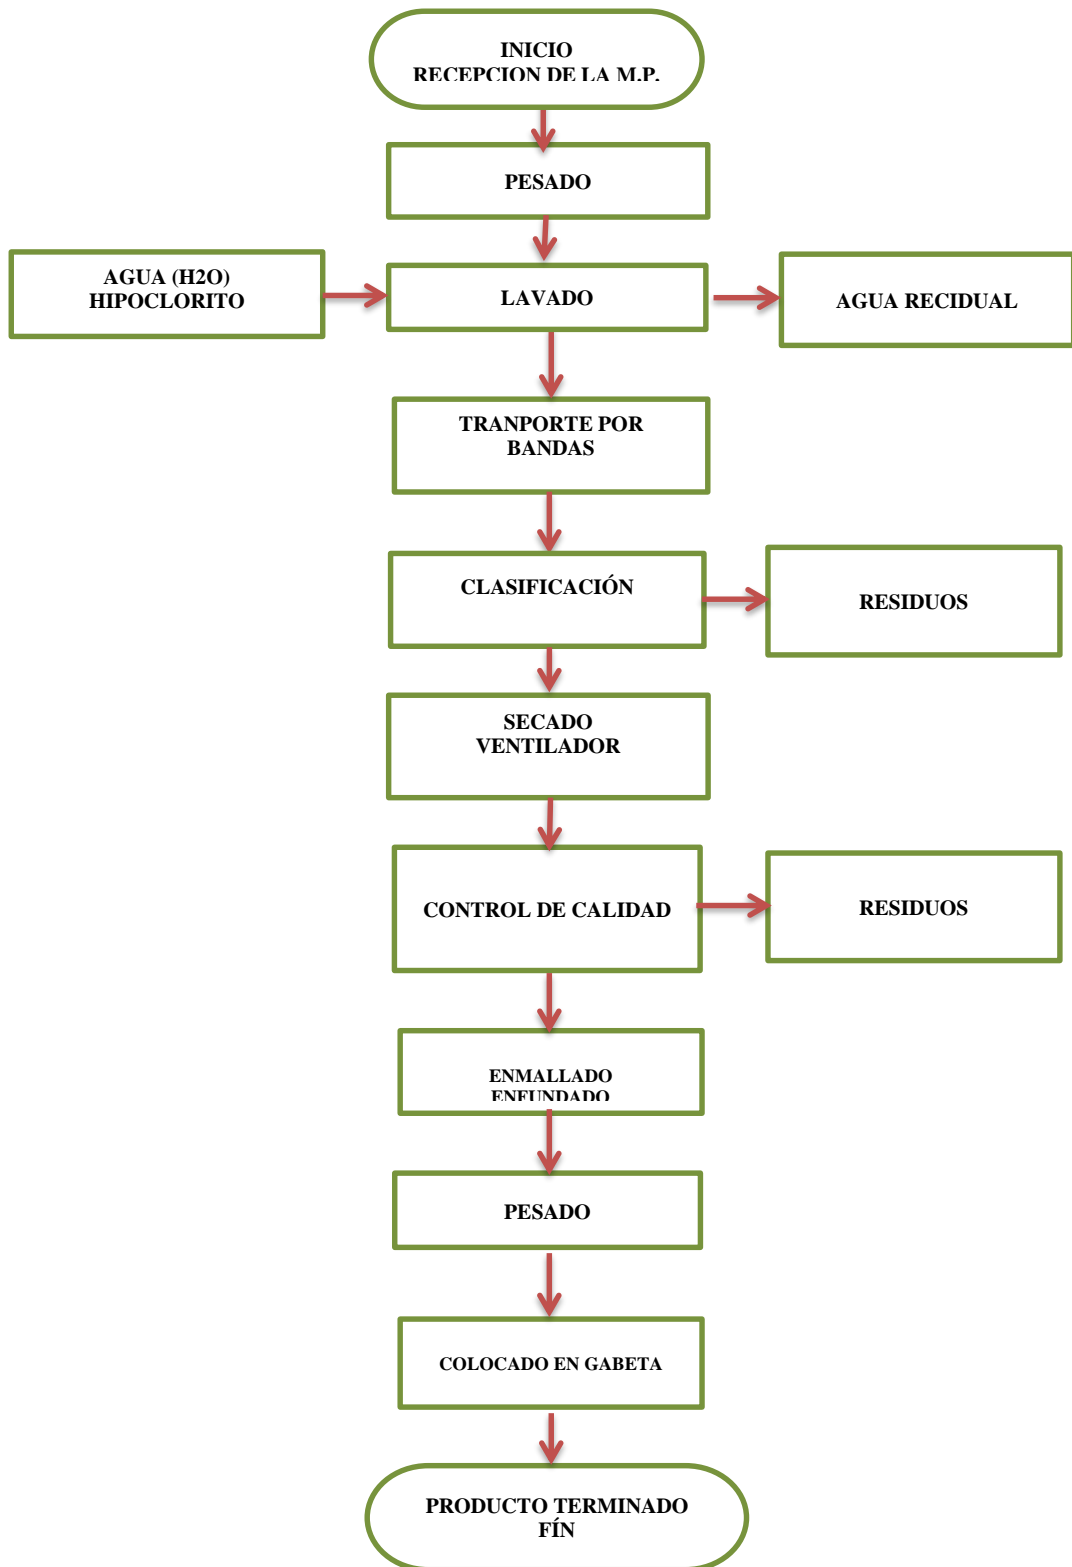 INICIO
RECEPCION DE LA M.P.
PESADO
AGUA (H2O)
HIPOCLORITO
LAVADO
AGUA RECIDUAL
TRANPORTE POR
BANDAS
CLASIFICACIÓN
RESIDUOS
SECADO
VENTILADOR
CONTROL DE CALIDAD
RESIDUOS
ENMALLADO
ENFUNDADO
PESADO
COLOCADO EN GABETA
PRODUCTO TERMINADO
FÍN